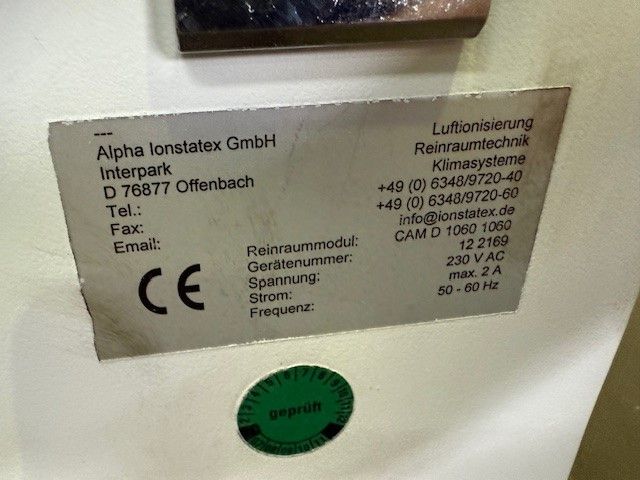 ---
Alpha Ionstatex GmbH Luftionisierung
Interpark Reinraumtechnik
D 76877 Offenbach Klimasysteme
Tel.: +49 (0) 6348/9720-40
Fax: +49 (0) 6348/9720-60
Email: info@ionstatex.de
Reinraummodul: CAM D 1060 1060
Gerätenummer: 12 2169
Spannung: 230 V AC
Strom: max. 2 A
Frequenz: 50 - 60 Hz
CE
geprüft